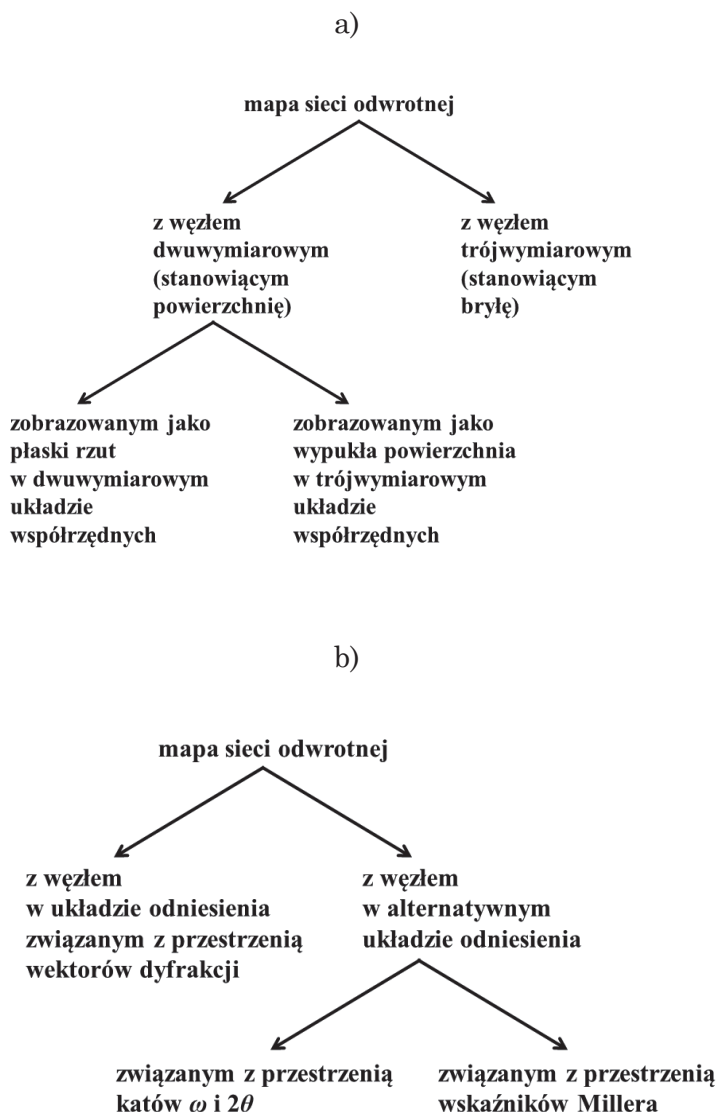 a)
mapa sieci odwrotnej
z węzłem
dwuwymiarowym
(stanowiącym
powierzchnię)
z węzłem
trójwymiarowym
(stanowiącym
bryłę)
zobrazowanym jako
płaski rzut
w dwuwymiarowym
układzie
współrzędnych
zobrazowanym jako
wypukła powierzchnia
w trójwymiarowym
układzie
współrzędnych
b)
mapa sieci odwrotnej
z węzłem
w układzie odniesienia
związanym z przestrzenią
wektorów dyfrakcji
z węzłem
w alternatywnym
układzie odniesienia
związanym z przestrzenią
kątów ω i 2θ
związanym z przestrzenią
wskaźników Millera